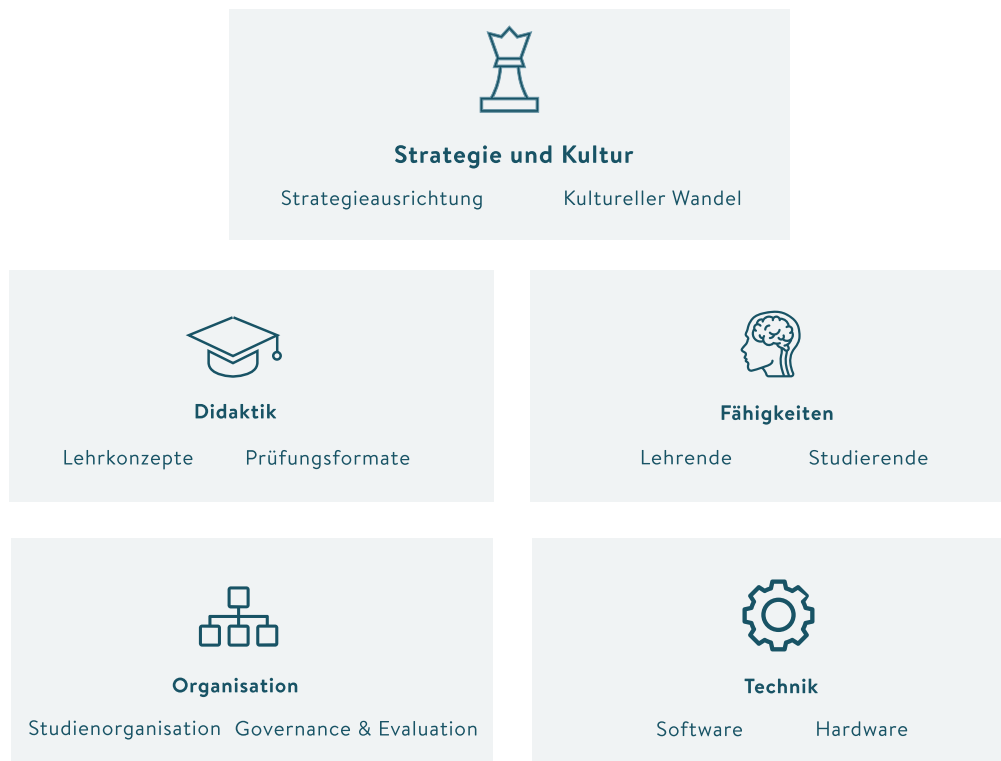 Strategie und Kultur
Strategieausrichtung Kultureller Wandel
Didaktik
Lehrkonzepte Prüfungsformate
Fähigkeiten
Lehrende Studierende
Organisation
Studienorganisation Governance & Evaluation
Technik
Software Hardware